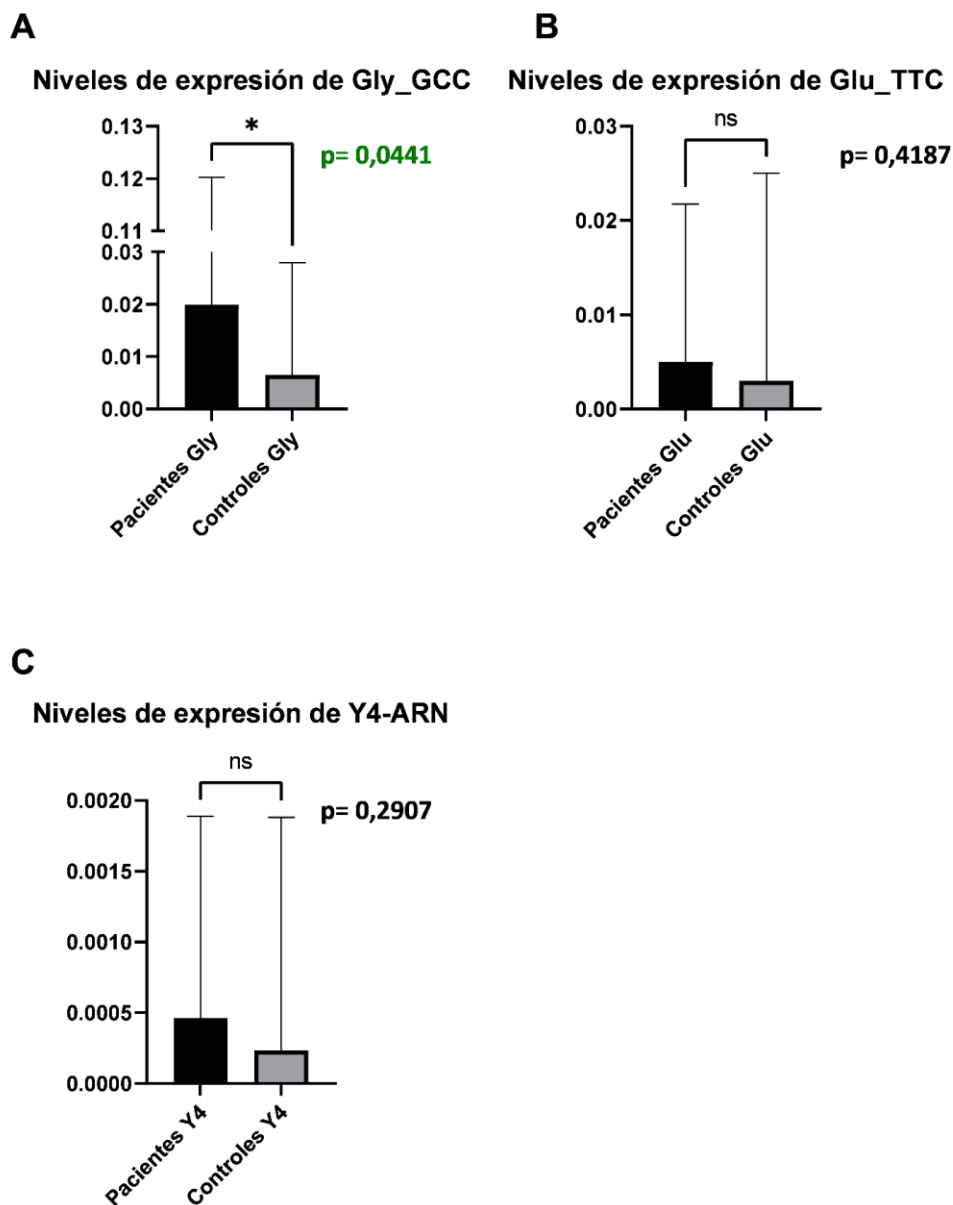 A
Niveles de expresión de Gly_GCC
*
p= 0,0441
0.13
0.12
0.11
0.03
0.02
0.01
0.00
Pacientes Gly
Controles Gly
B
Niveles de expresión de Glu_TTC
ns
p= 0,4187
0.03
0.02
0.01
0.00
Pacientes Glu
Controles Glu
C
Niveles de expresión de Y4-ARN
ns
p= 0,2907
0.0020
0.0015
0.0010
0.0005
0.0000
Pacientes Y4
Controles Y4